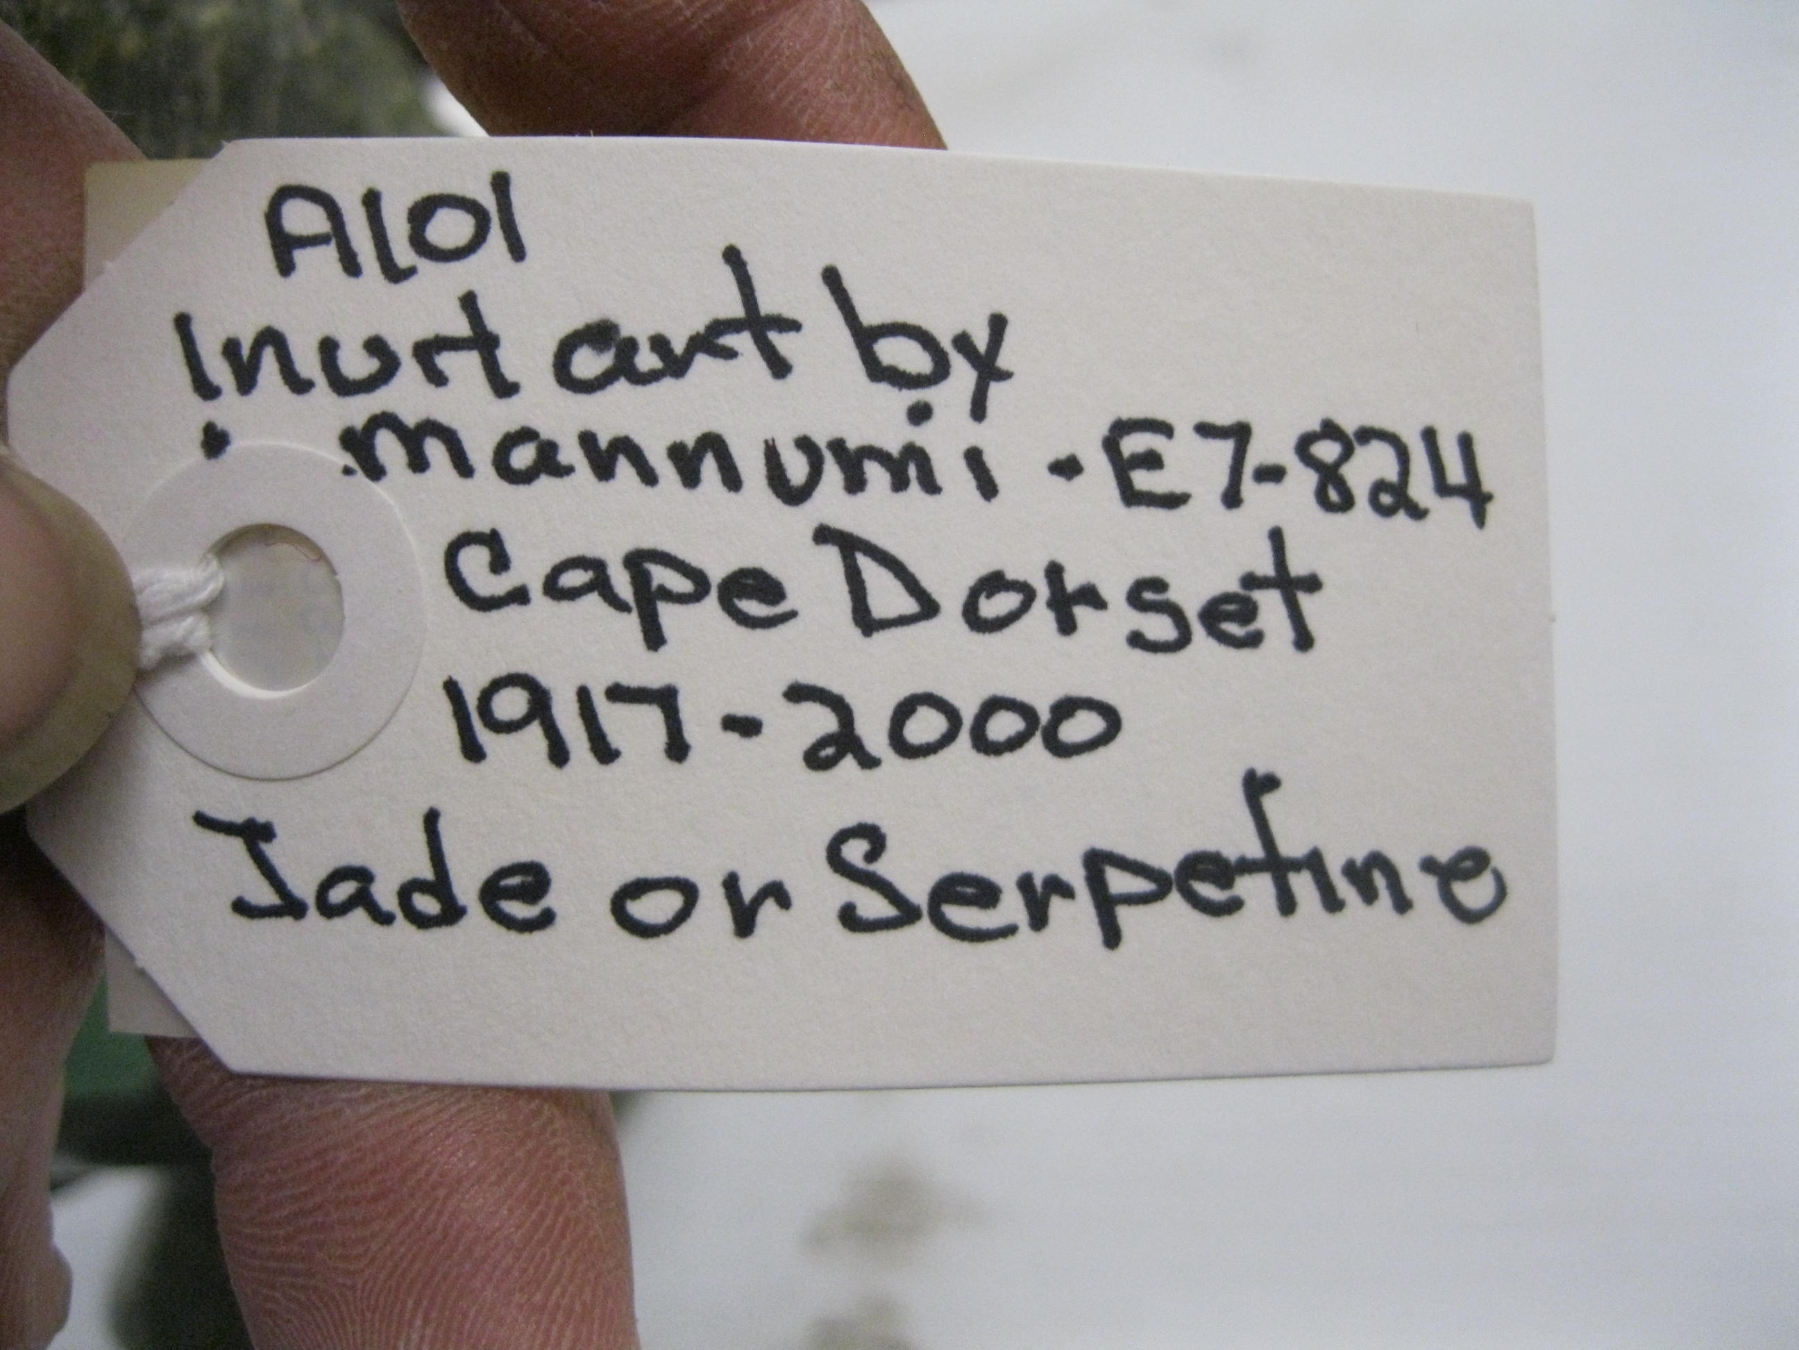 A101
Inuit art by
Mannumi - E7-824
Cape Dorset
1917-2000
Jade or Serpetine